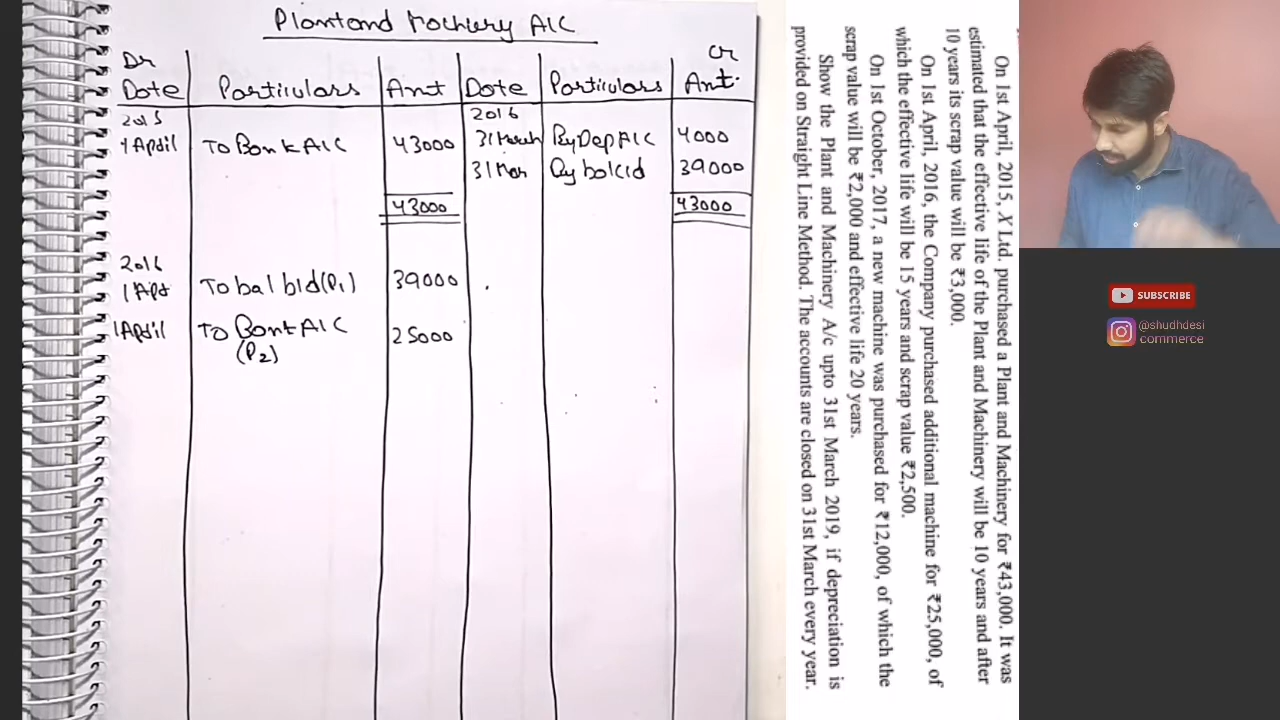 Plant and Mochinery A/C
Dr
Cr
Date Particulars Amt Date Particulars Amt.
2015 2016
1 April To Bank A/C 43000 31 March By Dep A/C 4000
31 Mar By bal c/d 39000
43000 43000
2016
1 Apr To bal b/d (P1) 39000
1 April To Bank A/C 25000
(P2)
On 1st April, 2015, X Ltd. purchased a Plant and Machinery for ₹43,000. It was
estimated that the effective life of the Plant and Machinery will be 10 years and after
10 years its scrap value will be ₹3,000.
On 1st April, 2016, the Company purchased additional machine for ₹25,000, of
which the effective life will be 15 years and scrap value ₹2,500.
On 1st October, 2017, a new machine was purchased for ₹12,000, of which the
scrap value will be ₹2,000 and effective life 20 years.
Show the Plant and Machinery A/c upto 31st March 2019, if depreciation is
provided on Straight Line Method. The accounts are closed on 31st March every year.
SUBSCRIBE
@shudhdesi
commerce